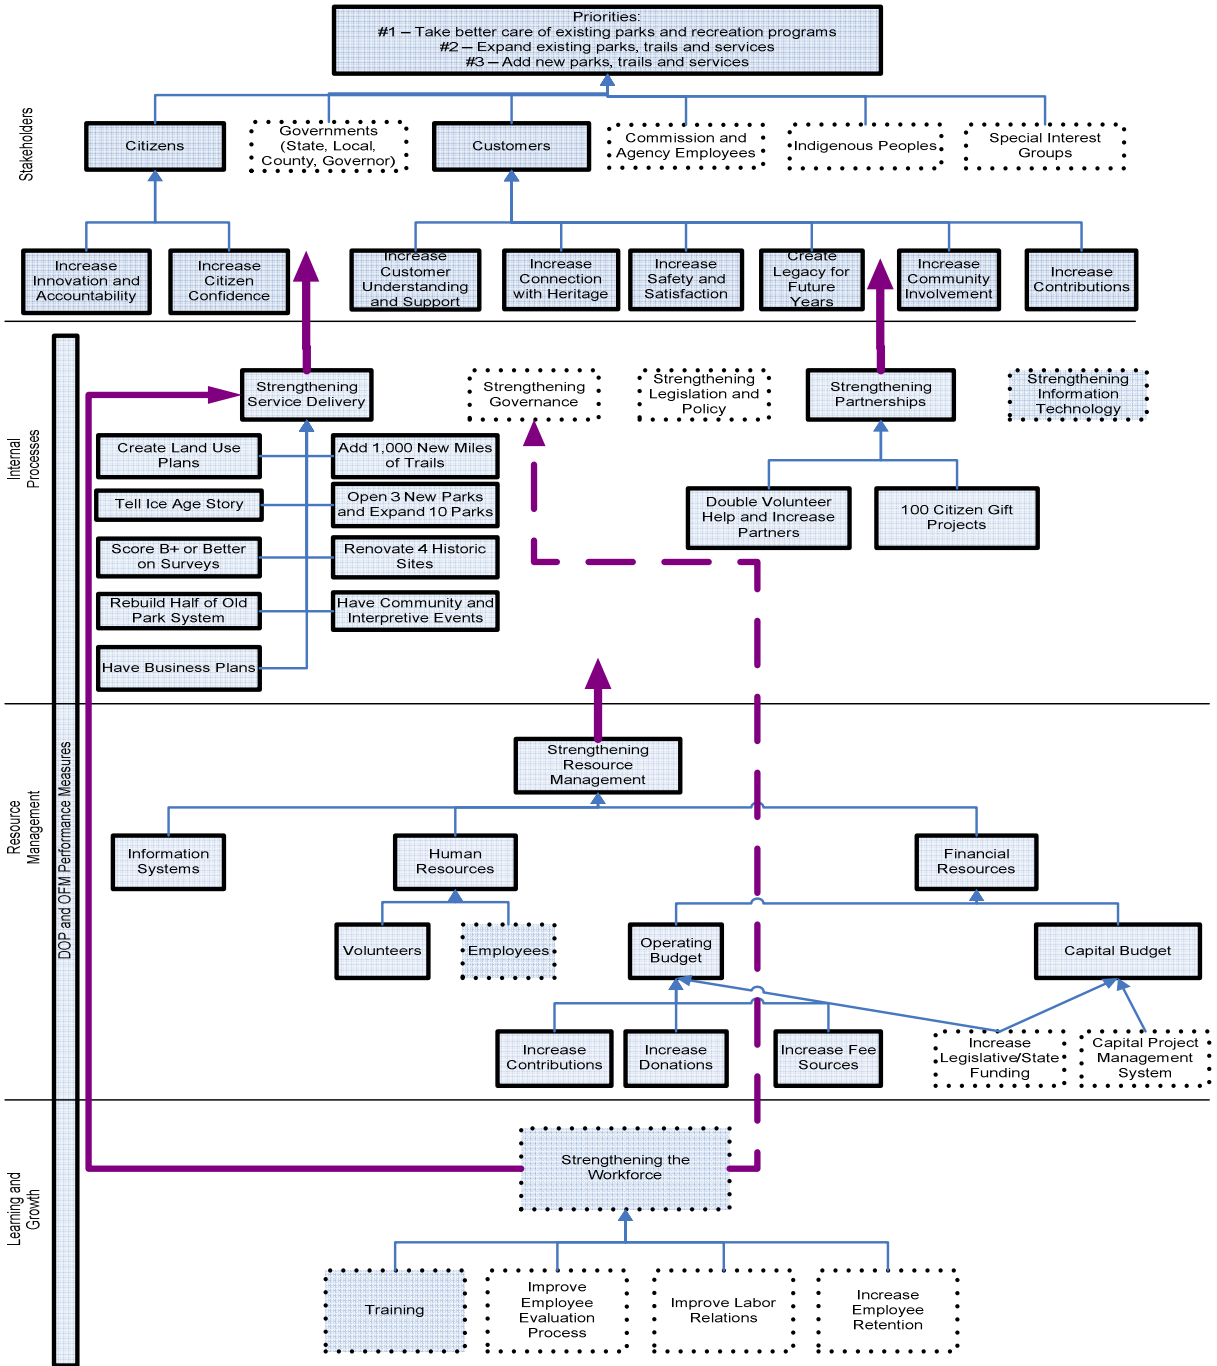 Priorities:
#1 – Take better care of existing parks and recreation programs
#2 – Expand existing parks, trails and services
#3 – Add new parks, trails and services
Stakeholders
Citizens
Governments
(State, Local,
County, Governor)
Customers
Commission and
Agency Employees
Indigenous Peoples
Special Interest
Groups
Increase
Innovation and
Accountability
Increase
Citizen
Confidence
Increase
Customer
Understanding
and Support
Increase
Connection
with Heritage
Increase
Safety and
Satisfaction
Create
Legacy for
Future
Years
Increase
Community
Involvement
Increase
Contributions
Internal
Processes
Strengthening
Service Delivery
Strengthening
Governance
Strengthening
Legislation and
Policy
Strengthening
Partnerships
Strengthening
Information
Technology
Create Land Use
Plans
Add 1,000 New Miles
of Trails
Tell Ice Age Story
Open 3 New Parks
and Expand 10 Parks
Score B+ or Better
on Surveys
Renovate 4 Historic
Sites
Rebuild Half of Old
Park System
Have Community and
Interpretive Events
Have Business Plans
Double Volunteer
Help and Increase
Partners
100 Citizen Gift
Projects
DOP and OFM Performance Measures
Resource
Management
Strengthening
Resource
Management
Information
Systems
Human
Resources
Financial
Resources
Volunteers
Employees
Operating
Budget
Capital Budget
Increase
Contributions
Increase
Donations
Increase Fee
Sources
Increase
Legislative/State
Funding
Capital Project
Management
System
Learning and
Growth
Strengthening the
Workforce
Training
Improve
Employee
Evaluation
Process
Improve Labor
Relations
Increase
Employee
Retention